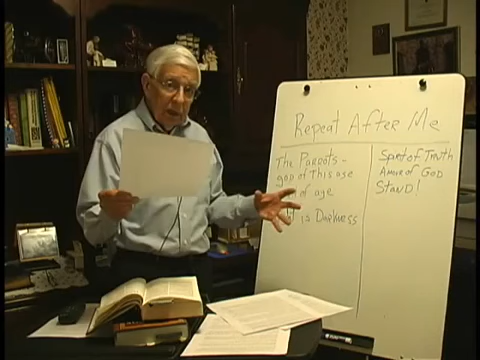 Repeat After Me
The Parrots -
god of This age
of age
is Darkness
Spirit of Truth
Armor of God
STAND!